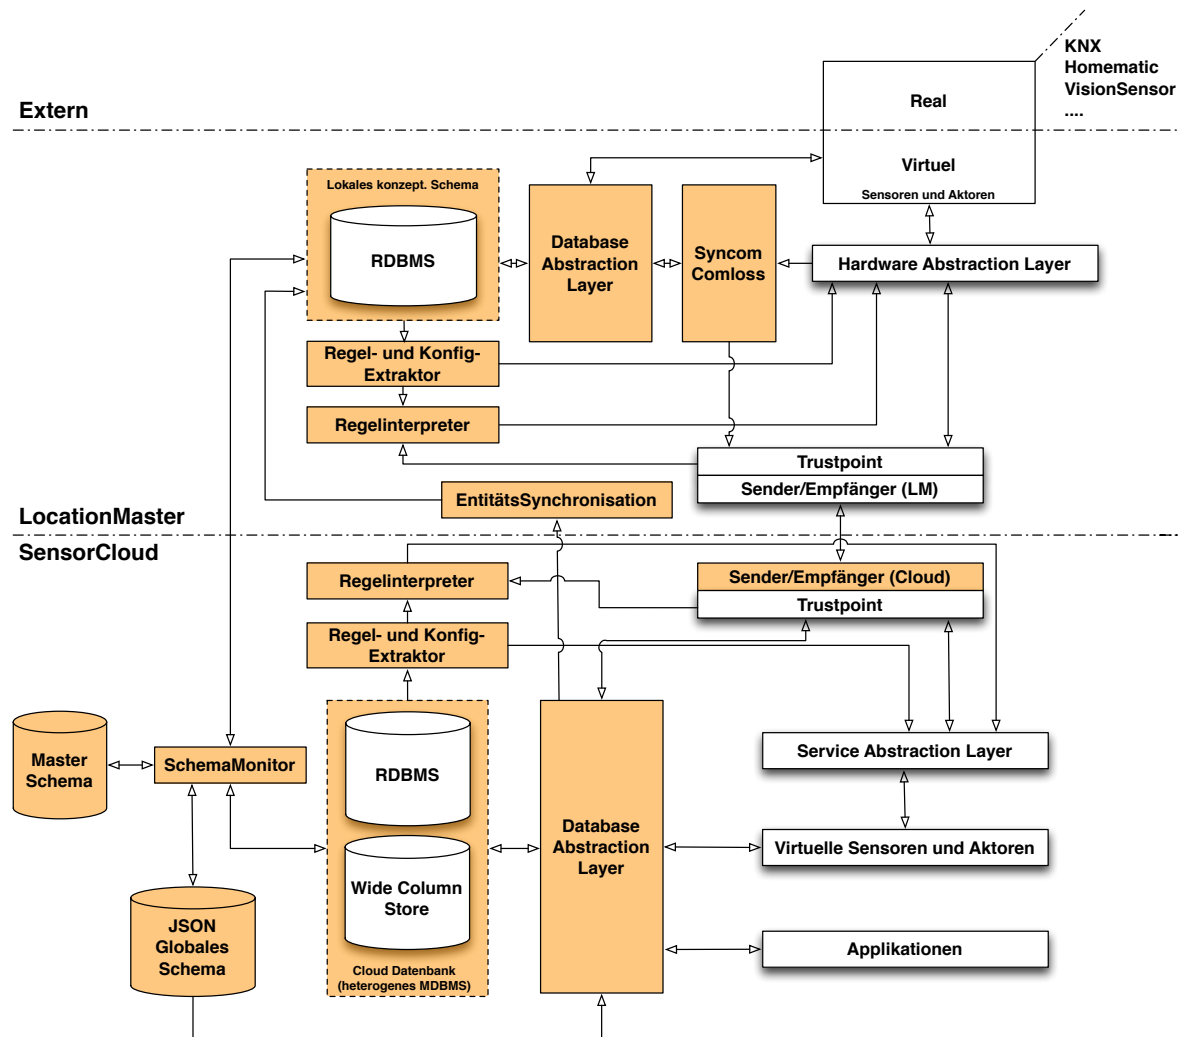 KNX
Homematic
VisionSensor
....
Extern
Real
Virtuel
Sensoren und Aktoren
Lokales konzept. Schema
RDBMS
Database
Abstraction
Layer
Syncom
Comloss
Hardware Abstraction Layer
Regel- und Konfig-
Extraktor
Regelinterpreter
Trustpoint
Sender/Empfänger (LM)
EntitätsSynchronisation
LocationMaster
SensorCloud
Regelinterpreter
Sender/Empfänger (Cloud)
Trustpoint
Regel- und Konfig-
Extraktor
Master
Schema
SchemaMonitor
RDBMS
Wide Column
Store
Cloud Datenbank
(heterogenes MDBMS)
Database
Abstraction
Layer
Service Abstraction Layer
Virtuelle Sensoren und Aktoren
Applikationen
JSON
Globales
Schema